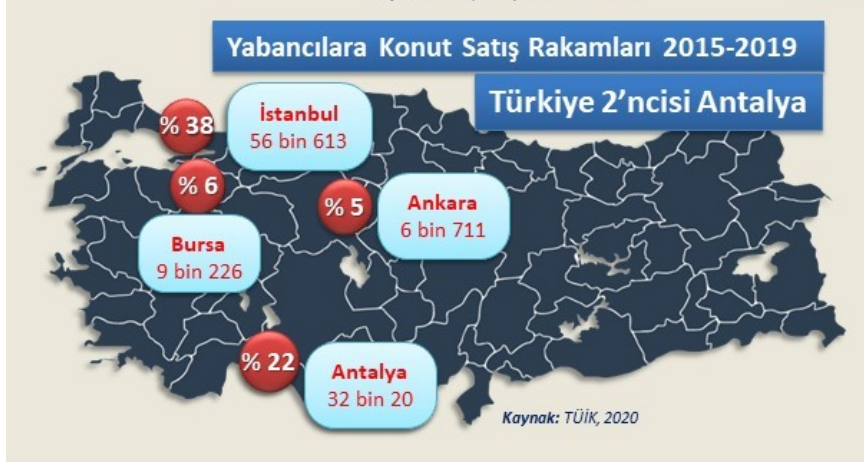 Yabancılara Konut Satış Rakamları 2015-2019
Türkiye 2'ncisi Antalya
% 38
İstanbul
56 bin 613
% 6
Bursa
9 bin 226
% 5
Ankara
6 bin 711
% 22
Antalya
32 bin 20
Kaynak: TÜİK, 2020